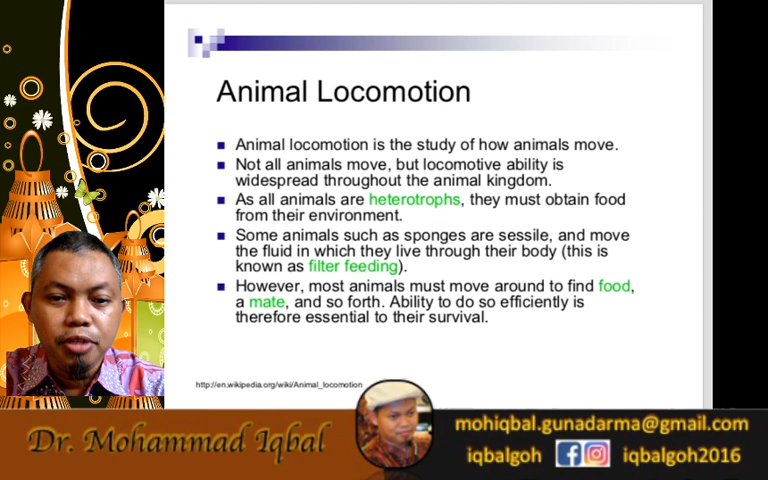 Animal Locomotion
Animal locomotion is the study of how animals move.
Not all animals move, but locomotive ability is
widespread throughout the animal kingdom.
As all animals are heterotrophs, they must obtain food
from their environment.
Some animals such as sponges are sessile, and move
the fluid in which they live through their body (this is
known as filter feeding).
However, most animals must move around to find food,
a mate, and so forth. Ability to do so efficiently is
therefore essential to their survival.
http://en.wikipedia.org/wiki/Animal_locomotion
Dr. Mohammad Iqbal
mohiqbal.gunadarma@gmail.com
iqbalgoh
iqbalgoh2016